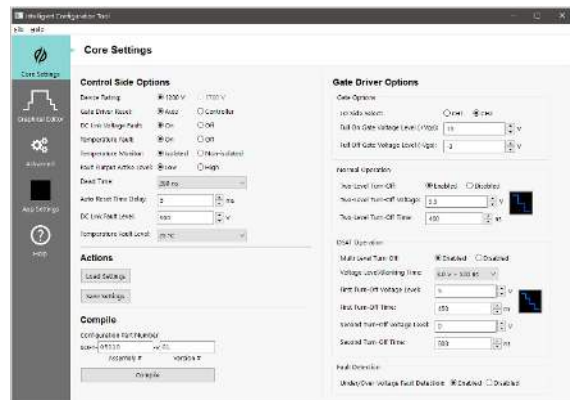 Intelligent Configuration Tool
File Help
Core Settings
Core Settings
Graphical Editor
Advanced
App Settings
Help
Control Side Options
Device Rating: 1200 V 1700 V
Gate Driver Reset: Auto Controller
DC Link Voltage Fault: On Off
Temperature Fault: On Off
Temperature Monitor: Isolated Non-Isolated
Fault Output Active Level: Low High
Dead Time:
Auto Reset Time Delay: ms
DC Link Fault Level: V
Temperature Fault Level:
Actions
Load Settings
Save Settings
Compile
Configuration Part Number
Assembly # Version #
Compile
Gate Driver Options
Gate Options
Full On Gate Voltage Level (+Vgs): V
Full Off Gate Voltage Level (-Vgs): V
Normal Operation
Two-Level Turn-Off: Enabled Disabled
Two-Level Turn-Off Voltage: V
Two-Level Turn-Off Time: ns
DSAT Operation
Multi-Level Turn-Off: Enabled Disabled
Voltage Level/Blanking Time:
First Turn-Off Voltage Level: V
First Turn-Off Time: ns
Second Turn-Off Voltage Level: V
Second Turn-Off Time: ns
Fault Detection
Under/Over Voltage Fault Detection: Enabled Disabled